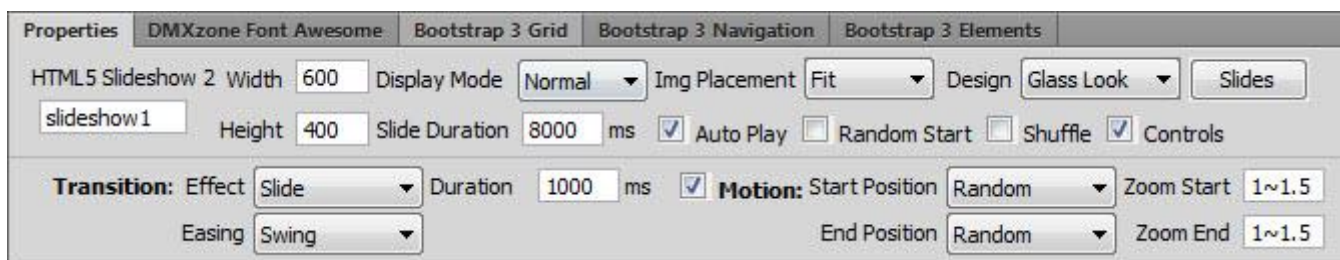 Properties DMXzone Font Awesome Bootstrap 3 Grid Bootstrap 3 Navigation Bootstrap 3 Elements
HTML5 Slideshow 2 Width 600 Display Mode Normal Img Placement Fit Design Glass Look Slides
slideshow1 Height 400 Slide Duration 8000 ms Auto Play Random Start Shuffle Controls
Transition: Effect Slide Duration 1000 ms Motion: Start Position Random Zoom Start 1~1.5
Easing Swing End Position Random Zoom End 1~1.5